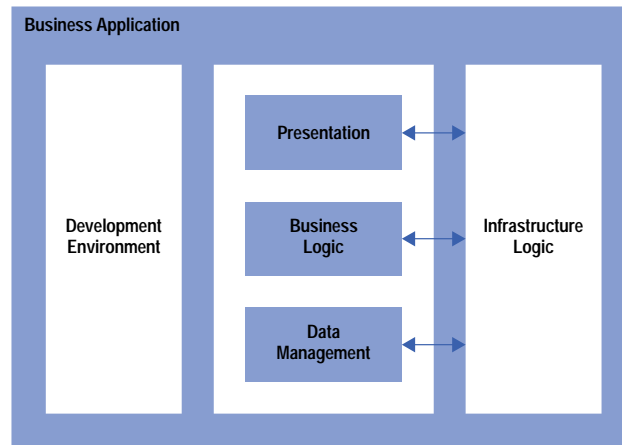 Business Application
Presentation
Development
Environment
Business
Logic
Infrastructure
Logic
Data
Management